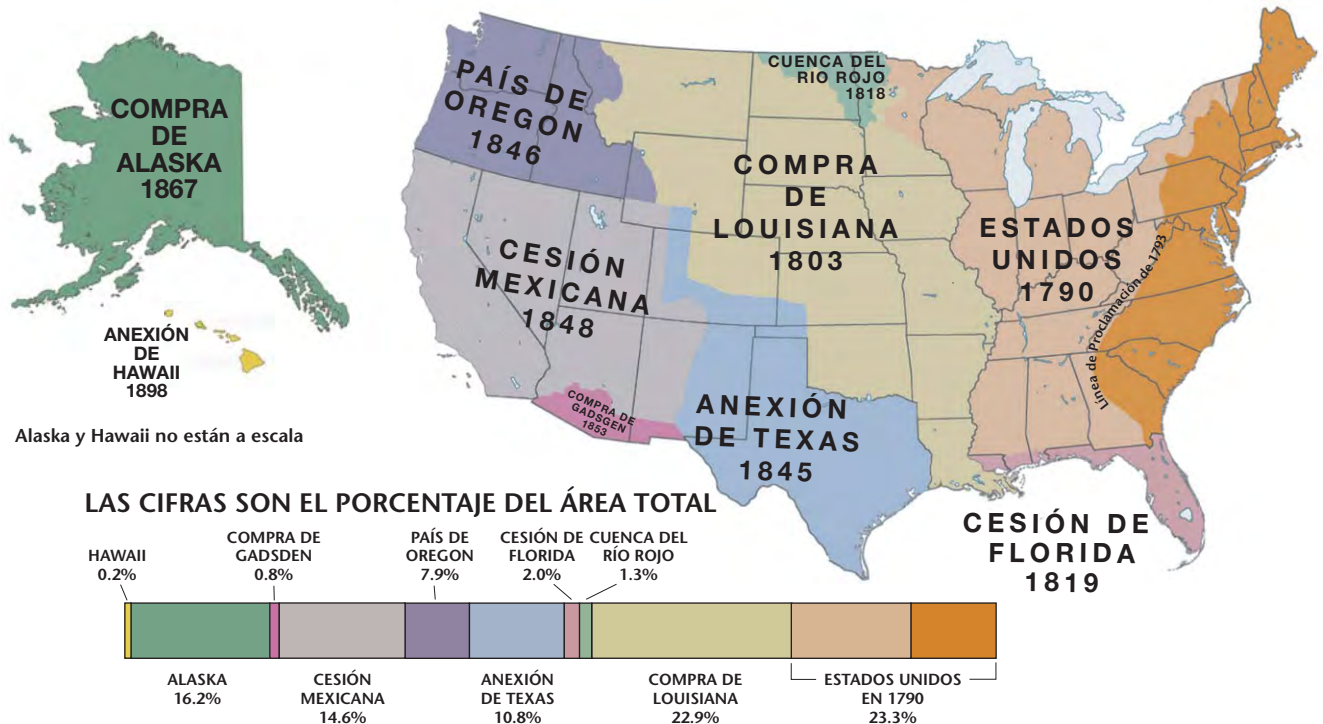 COMPRA
DE
ALASKA
1867
ANEXIÓN
DE
HAWAII
1898
Alaska y Hawaii no están a escala
PAÍS DE
OREGON
1846
CUENCA DEL
RIO ROJO
1818
COMPRA
DE
LOUISIANA
1803
CESIÓN
MEXICANA
1848
ESTADOS
UNIDOS
1790
Línea de Proclamación de 1793
COMPRA DE
GADSGEN
1853
ANEXIÓN
DE TEXAS
1845
CESIÓN DE
FLORIDA
1819
LAS CIFRAS SON EL PORCENTAJE DEL ÁREA TOTAL
HAWAII
0.2%
COMPRA DE
GADSDEN
0.8%
PAÍS DE
OREGON
7.9%
CESIÓN DE
FLORIDA
2.0%
CUENCA DEL
RÍO ROJO
1.3%
ALASKA
16.2%
CESIÓN
MEXICANA
14.6%
ANEXIÓN
DE TEXAS
10.8%
COMPRA DE
LOUISIANA
22.9%
ESTADOS UNIDOS
EN 1790
23.3%